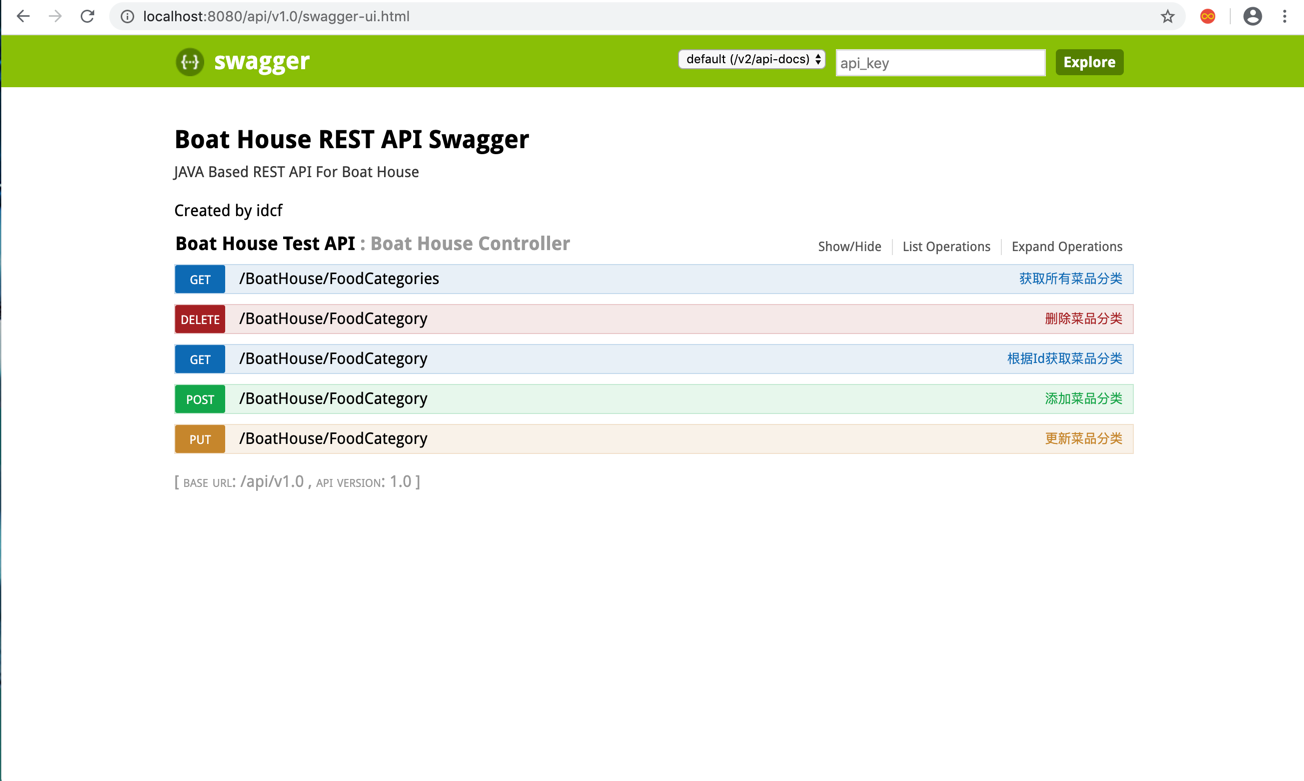 localhost:8080/api/v1.0/swagger-ui.html
{··} swagger default (/v2/api-docs) api_key Explore
Boat House REST API Swagger
JAVA Based REST API For Boat House
Created by idcf
Boat House Test API : Boat House Controller Show/Hide List Operations Expand Operations
GET /BoatHouse/FoodCategories 获取所有菜品分类
DELETE /BoatHouse/FoodCategory 删除菜品分类
GET /BoatHouse/FoodCategory 根据Id获取菜品分类
POST /BoatHouse/FoodCategory 添加菜品分类
PUT /BoatHouse/FoodCategory 更新菜品分类
[ BASE URL: /api/v1.0 , API VERSION: 1.0 ]